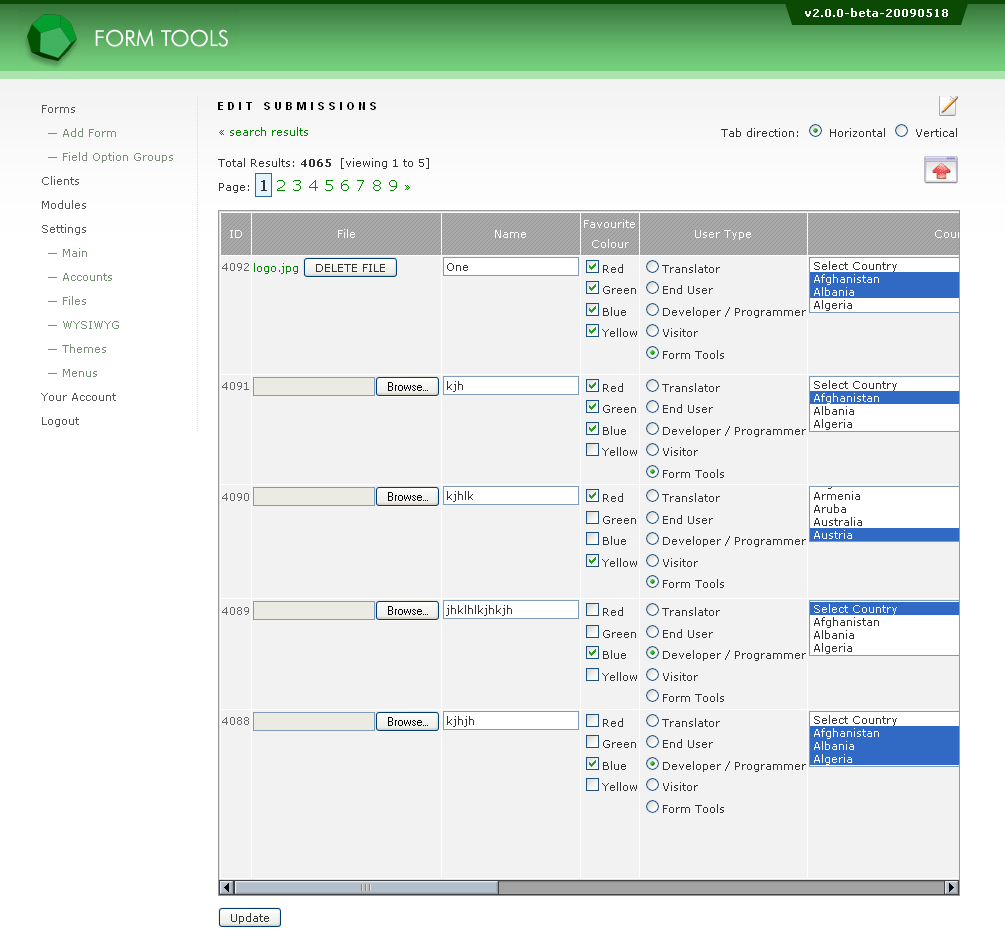 v2.0.0-beta-20090518
FORM TOOLS
Forms
— Add Form
— Field Option Groups
Clients
Modules
Settings
— Main
— Accounts
— Files
— WYSIWYG
— Themes
— Menus
Your Account
Logout
EDIT SUBMISSIONS
« search results
Tab direction: Horizontal Vertical
Total Results: 4065 [viewing 1 to 5]
Page: 1 2 3 4 5 6 7 8 9 »
ID File Name Favourite Colour User Type Cou
4092 logo.jpg DELETE FILE One
Red
Green
Blue
Yellow
Translator
End User
Developer / Programmer
Visitor
Form Tools
Select Country
Afghanistan
Albania
Algeria
4091 Browse... kjh
Red
Green
Blue
Yellow
Translator
End User
Developer / Programmer
Visitor
Form Tools
Select Country
Afghanistan
Albania
Algeria
4090 Browse... kjhlk
Red
Green
Blue
Yellow
Translator
End User
Developer / Programmer
Visitor
Form Tools
Armenia
Aruba
Australia
Austria
4089 Browse... jhklhlkjhkjh
Red
Green
Blue
Yellow
Translator
End User
Developer / Programmer
Visitor
Form Tools
Select Country
Afghanistan
Albania
Algeria
4088 Browse... kjhjh
Red
Green
Blue
Yellow
Translator
End User
Developer / Programmer
Visitor
Form Tools
Select Country
Afghanistan
Albania
Algeria
Update